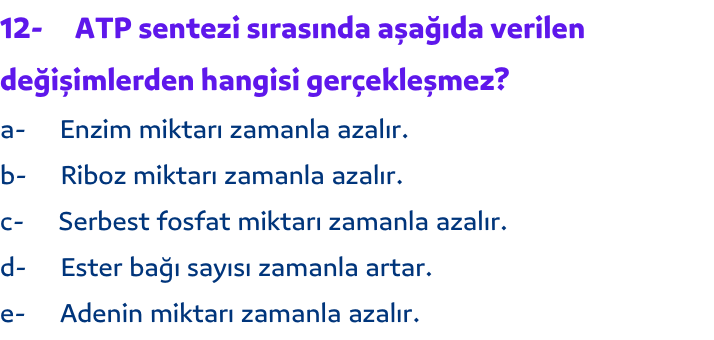 12- ATP sentezi sırasında aşağıda verilen
değişimlerden hangisi gerçekleşmez?
a- Enzim miktarı zamanla azalır.
b- Riboz miktarı zamanla azalır.
c- Serbest fosfat miktarı zamanla azalır.
d- Ester bağı sayısı zamanla artar.
e- Adenin miktarı zamanla azalır.